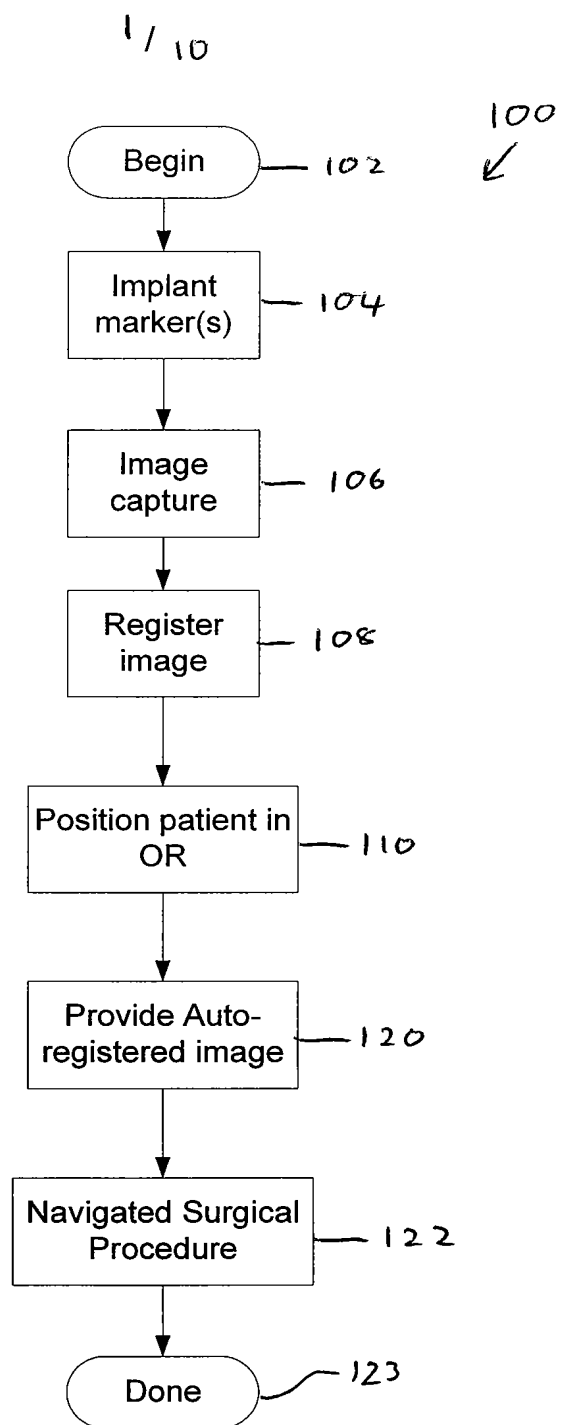 1/10
100
Begin
102
Implant
marker(s)
104
Image
capture
106
Register
image
108
Position patient in
OR
110
Provide Auto-
registered image
120
Navigated Surgical
Procedure
122
Done
123